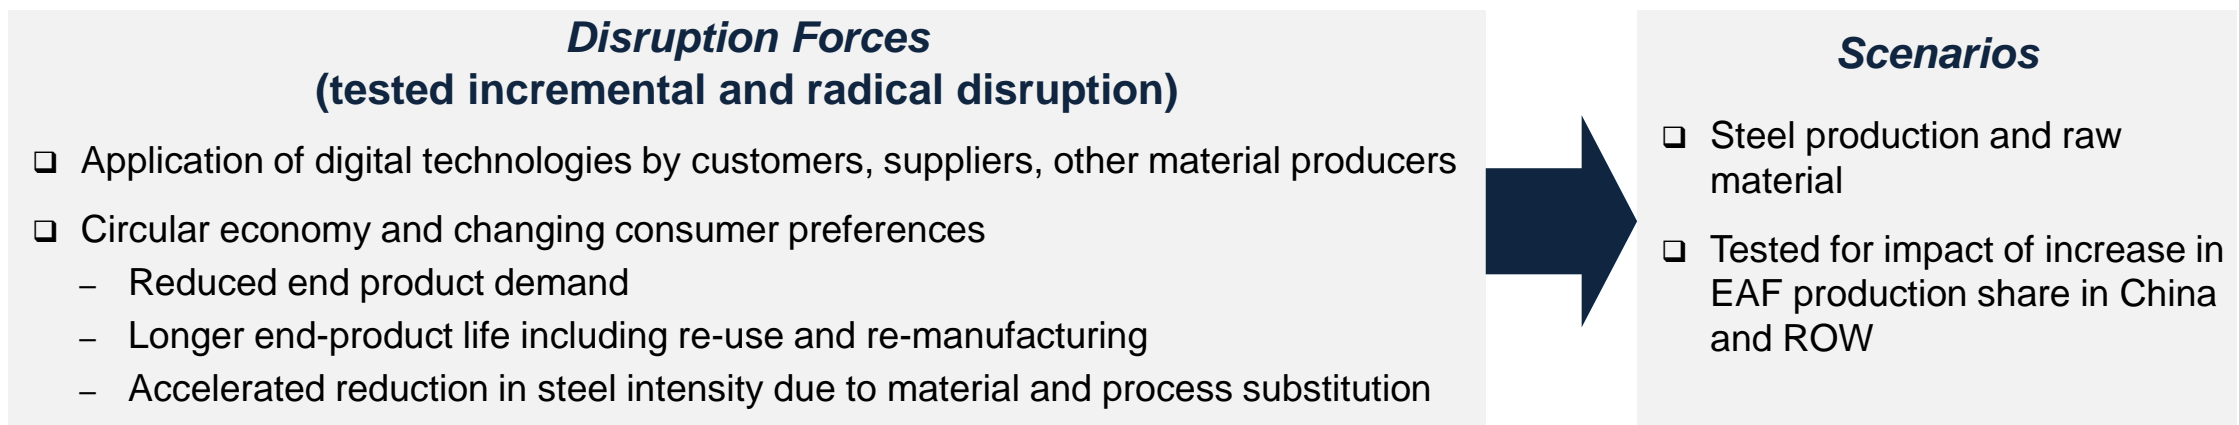 Disruption Forces
(tested incremental and radical disruption)
❑ Application of digital technologies by customers, suppliers, other material producers
❑ Circular economy and changing consumer preferences
– Reduced end product demand
– Longer end-product life including re-use and re-manufacturing
– Accelerated reduction in steel intensity due to material and process substitution
Scenarios
❑ Steel production and raw
material
❑ Tested for impact of increase in
EAF production share in China
and ROW